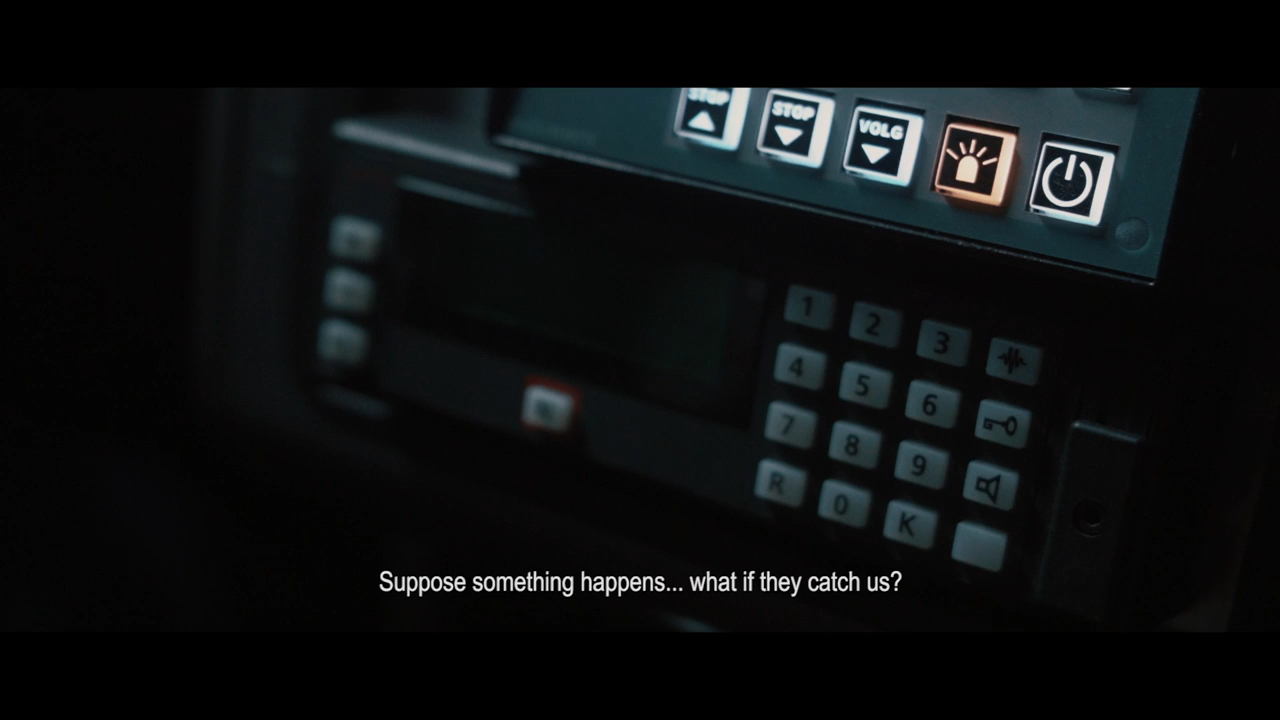 STOP
STOP
VOLG
1 2 3
4 5 6
7 8 9
R 0 K
Suppose something happens... what if they catch us?